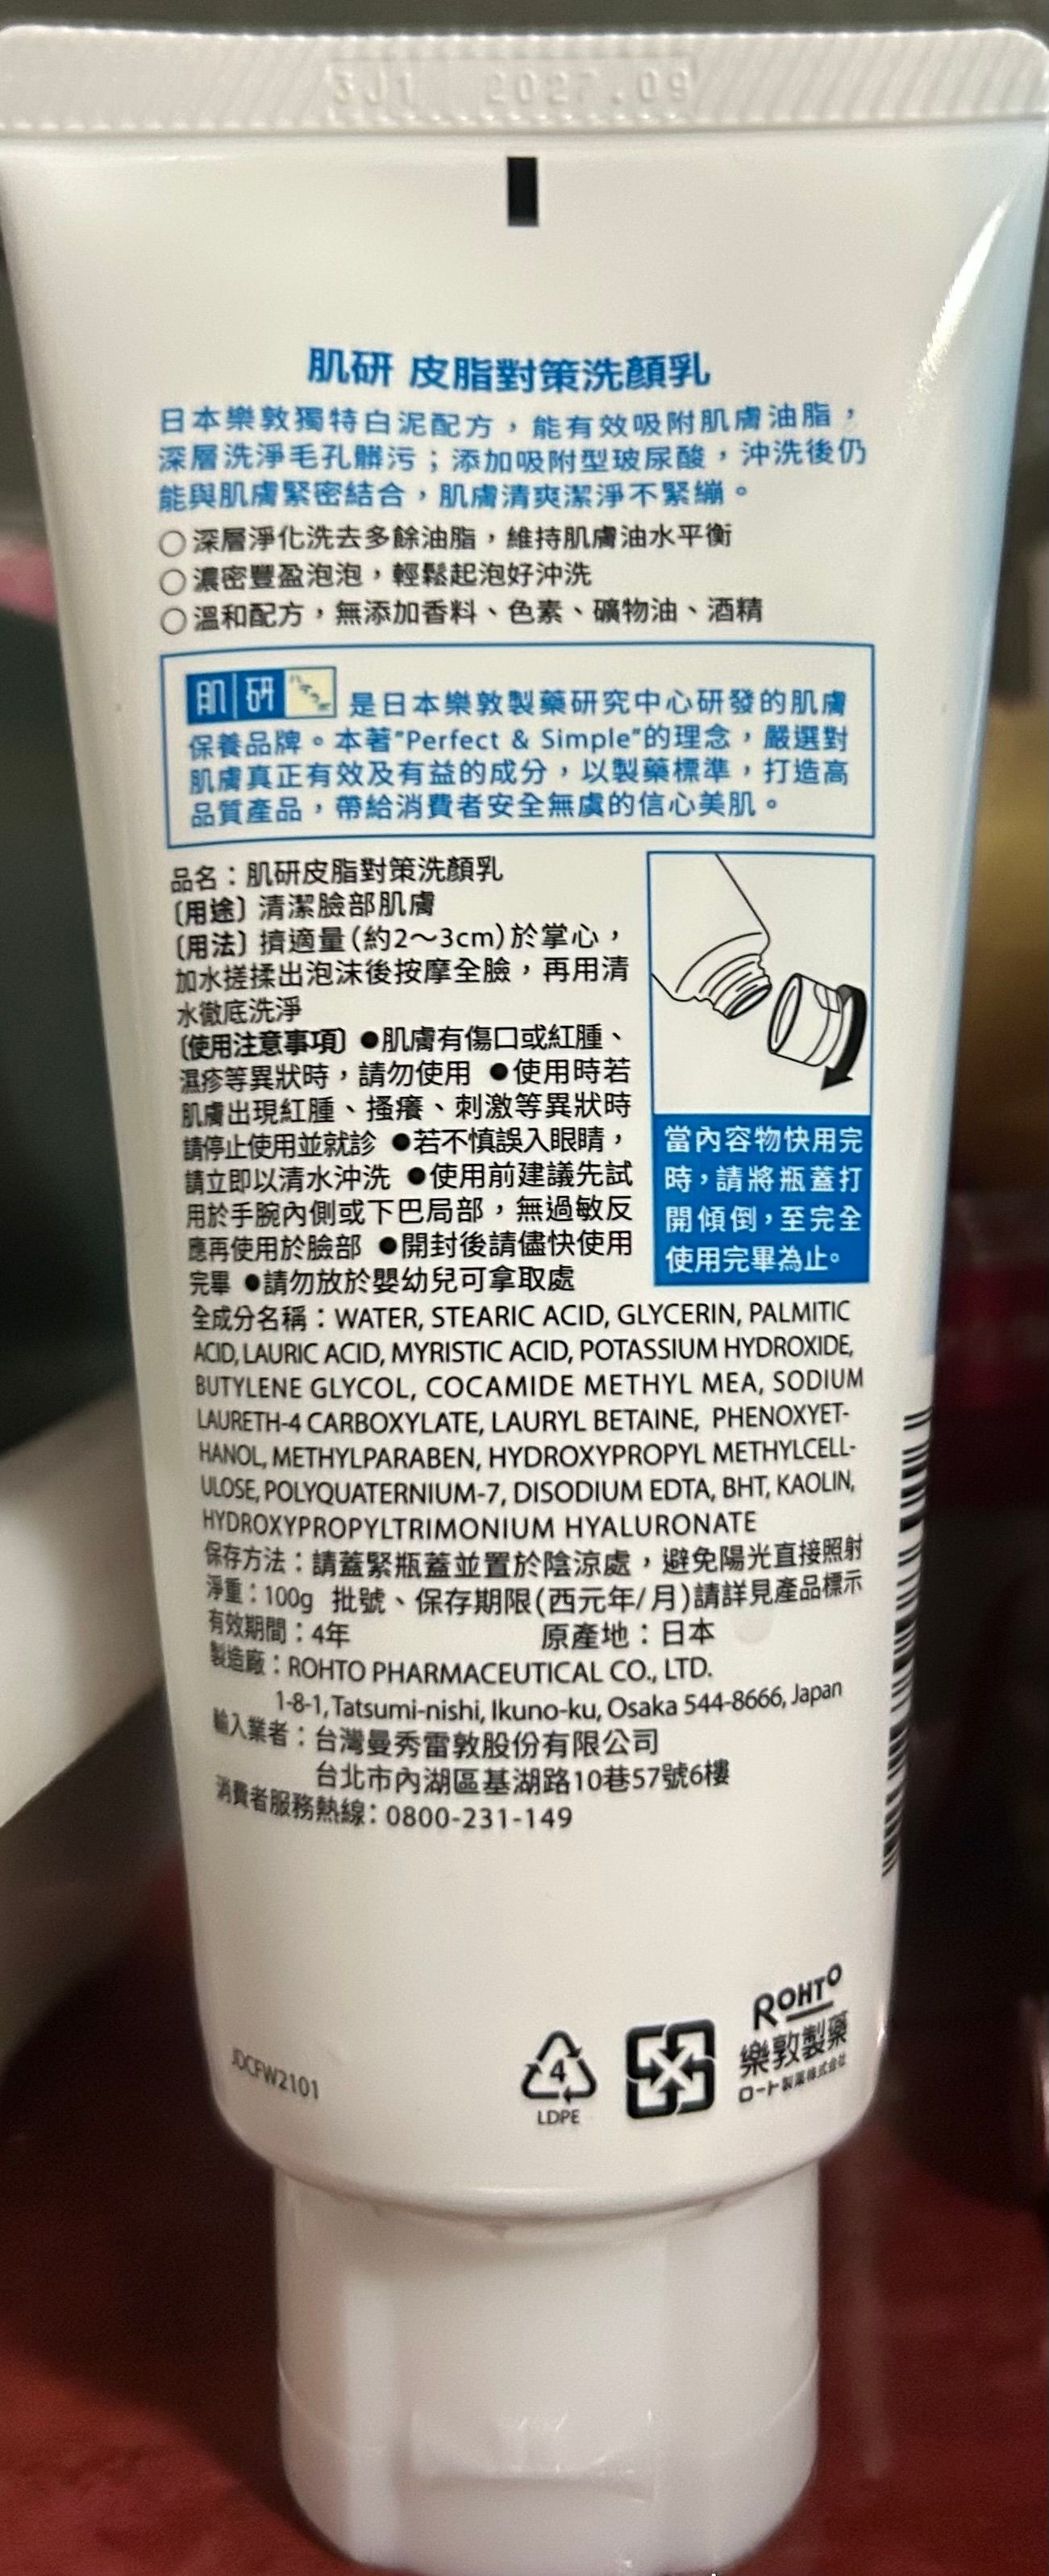 3J1 2027.09
肌研 皮脂對策洗顏乳
日本樂敦獨特白泥配方，能有效吸附肌膚油脂，
深層洗淨毛孔髒污；添加吸附型玻尿酸，沖洗後仍
能與肌膚緊密結合，肌膚清爽潔淨不緊繃。
○深層淨化洗去多餘油脂，維持肌膚油水平衡
○濃密豐盈泡泡，輕鬆起泡好沖洗
○溫和配方，無添加香料、色素、礦物油、酒精
肌研 ハダラボ 是日本樂敦製藥研究中心研發的肌膚
保養品牌。本著"Perfect & Simple"的理念，嚴選對
肌膚真正有效及有益的成分，以製藥標準，打造高
品質產品，帶給消費者安全無虞的信心美肌。
品名：肌研皮脂對策洗顏乳
〔用途〕清潔臉部肌膚
〔用法〕擠適量(約2～3cm)於掌心，
加水搓揉出泡沫後按摩全臉，再用清
水徹底洗淨
〔使用注意事項〕●肌膚有傷口或紅腫、
濕疹等異狀時，請勿使用 ●使用時若
肌膚出現紅腫、搔癢、刺激等異狀時
請停止使用並就診 ●若不慎誤入眼睛，
請立即以清水沖洗 ●使用前建議先試
用於手腕內側或下巴局部，無過敏反
應再使用於臉部 ●開封後請儘快使用
完畢 ●請勿放於嬰幼兒可拿取處
當內容物快用完
時，請將瓶蓋打
開傾倒，至完全
使用完畢為止。
全成分名稱：WATER, STEARIC ACID, GLYCERIN, PALMITIC
ACID, LAURIC ACID, MYRISTIC ACID, POTASSIUM HYDROXIDE,
BUTYLENE GLYCOL, COCAMIDE METHYL MEA, SODIUM
LAURETH-4 CARBOXYLATE, LAURYL BETAINE, PHENOXYET-
HANOL, METHYLPARABEN, HYDROXYPROPYL METHYLCELL-
ULOSE, POLYQUATERNIUM-7, DISODIUM EDTA, BHT, KAOLIN,
HYDROXYPROPYLTRIMONIUM HYALURONATE
保存方法：請蓋緊瓶蓋並置於陰涼處，避免陽光直接照射
淨重：100g 批號、保存期限(西元年/月)請詳見產品標示
有效期間：4年 原產地：日本
製造廠：ROHTO PHARMACEUTICAL CO., LTD.
1-8-1, Tatsumi-nishi, Ikuno-ku, Osaka 544-8666, Japan
輸入業者：台灣曼秀雷敦股份有限公司
台北市內湖區基湖路10巷57號6樓
消費者服務熱線：0800-231-149
JDCFW2101
4
LDPE
ROHTO
樂敦製藥
ロート製薬株式会社